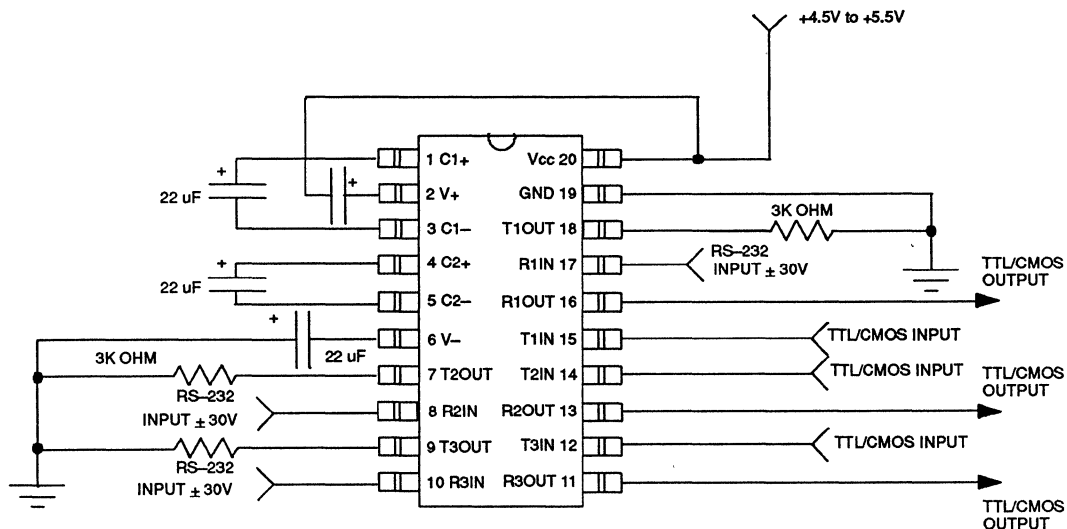 +4.5V to +5.5V
+
22 uF
+
1 C1+
2 V+
3 C1–
4 C2+
5 C2–
6 V–
7 T2OUT
8 R2IN
9 T3OUT
10 R3IN
Vcc 20
GND 19
T1OUT 18
R1IN 17
R1OUT 16
T1IN 15
T2IN 14
R2OUT 13
T3IN 12
R3OUT 11
+
22 uF
+
22 uF
3K OHM
RS–232
INPUT ± 30V
RS–232
INPUT ± 30V
3K OHM
RS–232
INPUT ± 30V
TTL/CMOS
OUTPUT
TTL/CMOS INPUT
TTL/CMOS INPUT
TTL/CMOS
OUTPUT
TTL/CMOS INPUT
TTL/CMOS
OUTPUT